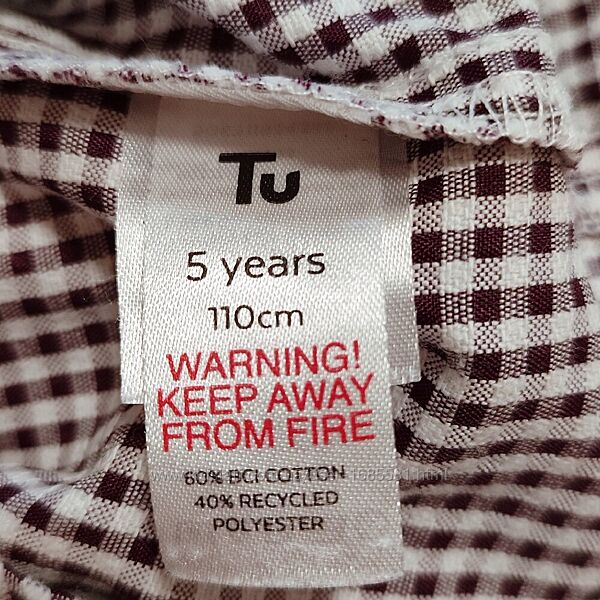 Tu
5 years
110cm
WARNING!
KEEP AWAY
FROM FIRE
60% BCI COTTON
40% RECYCLED
POLYESTER